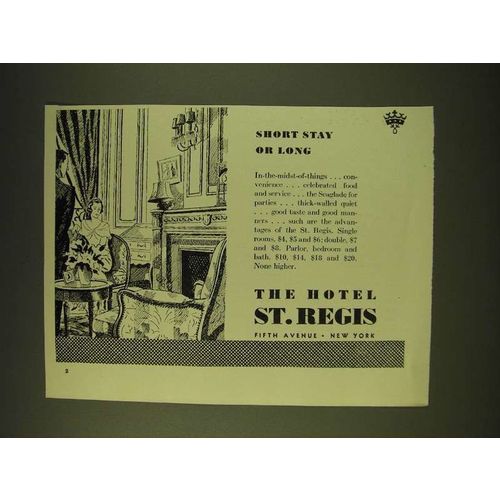 SHORT STAY
OR LONG
In-the-midst-of-things . . . con-
venience . . . celebrated food
and service . . . the Seaglade for
parties . . . thick-walled quiet
. . . good taste and good man-
ners . . . such are the advan-
tages of the St. Regis. Single
rooms, $4, $5 and $6; double, $7
and $8. Parlor, bedroom and
bath, $10, $14, $18 and $20.
None higher.
THE HOTEL
ST. REGIS
FIFTH AVENUE • NEW YORK
2